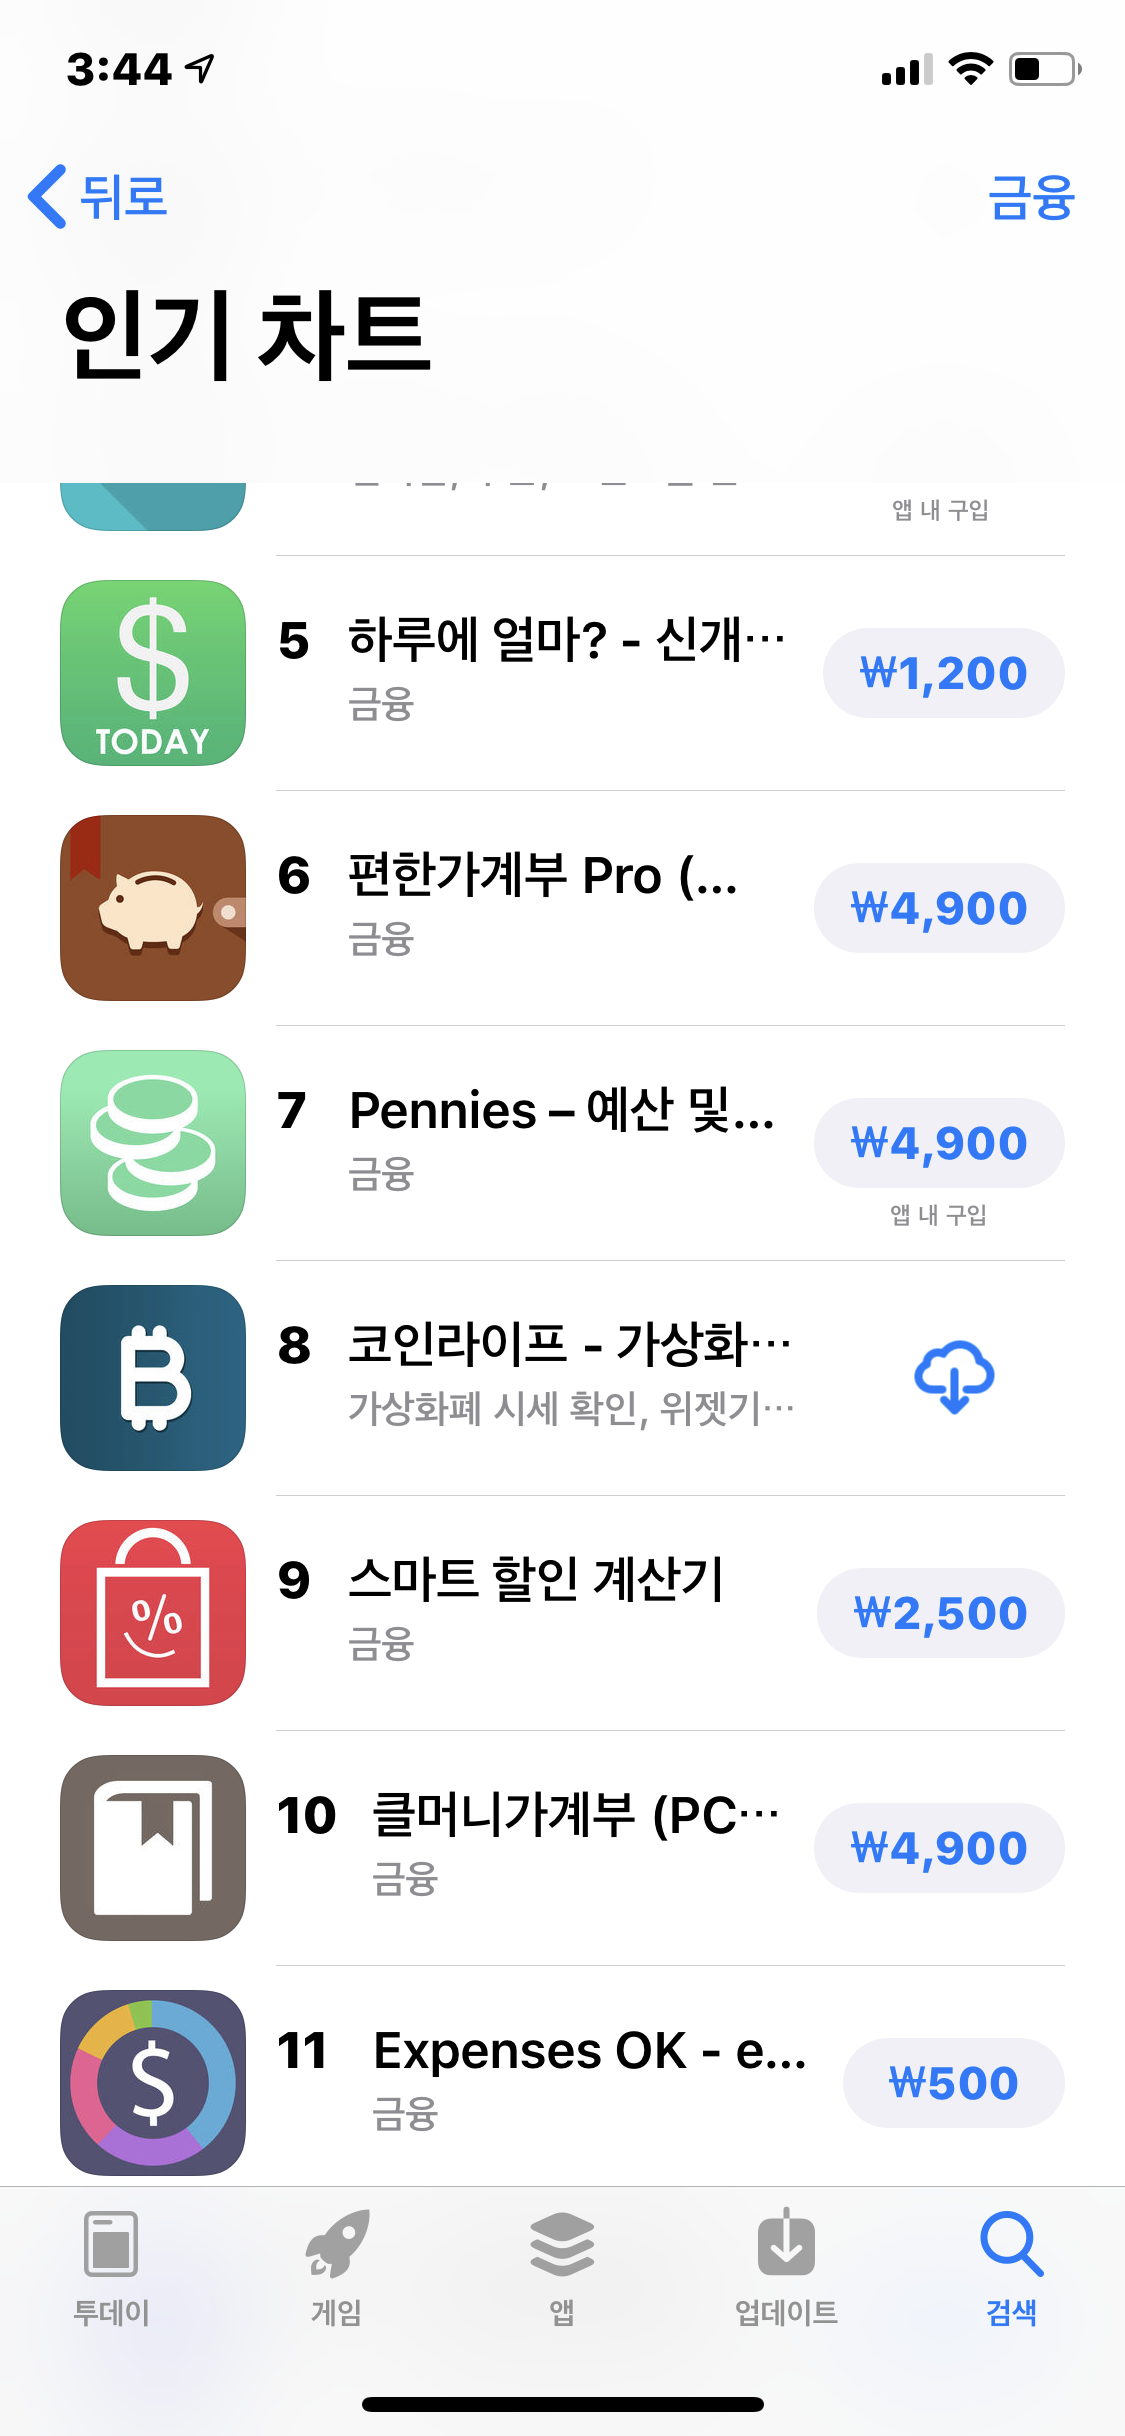 3:44
뒤로
금융
인기 차트
앱 내 구입
$
TODAY
5 하루에 얼마? - 신개…
금융
₩1,200
6 편한가계부 Pro (...
금융
₩4,900
7 Pennies – 예산 및...
금융
₩4,900
앱 내 구입
8 코인라이프 - 가상화…
가상화폐 시세 확인, 위젯기…
9 스마트 할인 계산기
금융
₩2,500
%
10 클머니가계부 (PC…
금융
₩4,900
11 Expenses OK - e...
금융
₩500
$
투데이
게임
앱
업데이트
검색